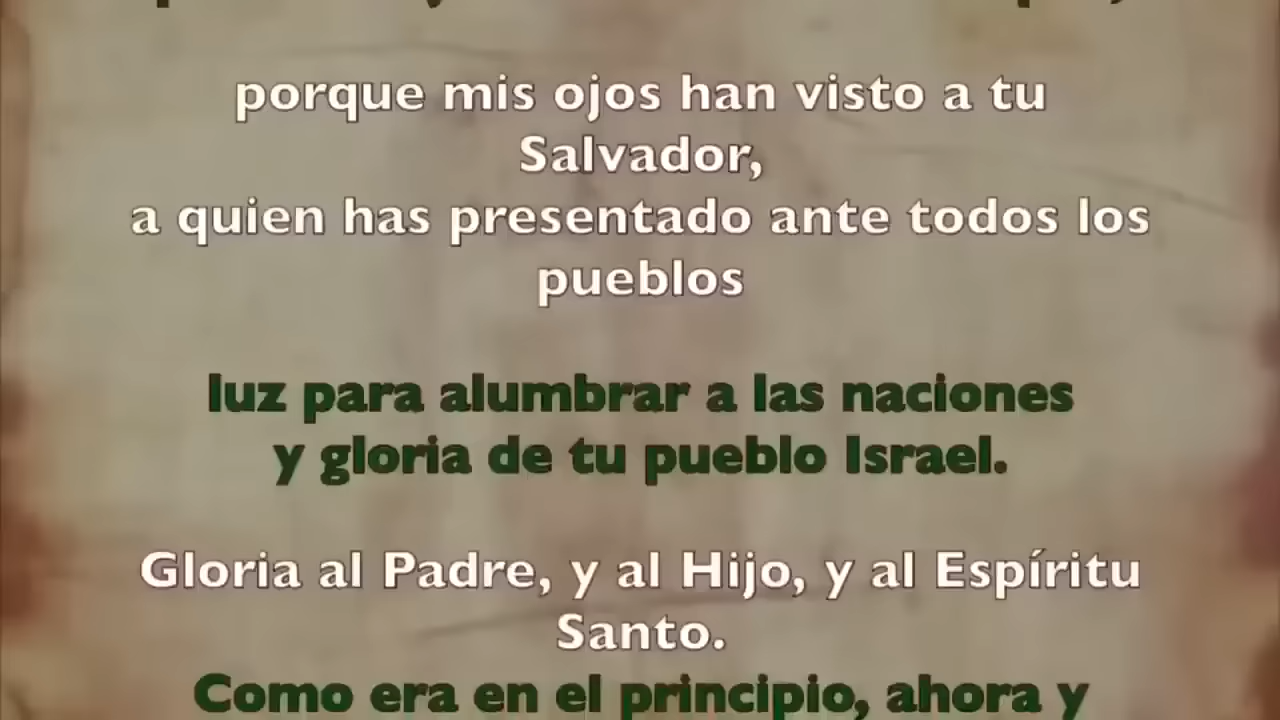 porque mis ojos han visto a tu
Salvador,
a quien has presentado ante todos los
pueblos
luz para alumbrar a las naciones
y gloria de tu pueblo Israel.
Gloria al Padre, y al Hijo, y al Espíritu
Santo.
Como era en el principio, ahora y